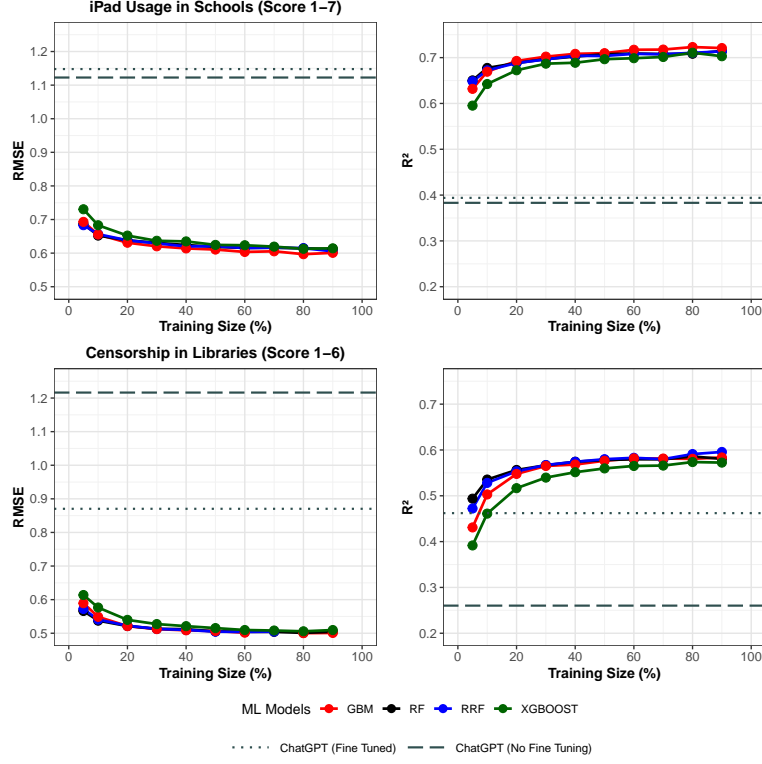 iPad Usage in Schools (Score 1−7)
RMSE
1.2
1.1
1.0
0.9
0.8
0.7
0.6
0.5
0 20 40 60 80 100
Training Size (%)
R²
0.7
0.6
0.5
0.4
0.3
0.2
0 20 40 60 80 100
Training Size (%)
Censorship in Libraries (Score 1−6)
RMSE
1.2
1.1
1.0
0.9
0.8
0.7
0.6
0.5
0 20 40 60 80 100
Training Size (%)
R²
0.7
0.6
0.5
0.4
0.3
0.2
0 20 40 60 80 100
Training Size (%)
ML Models GBM RF RRF XGBOOST
ChatGPT (Fine Tuned) ChatGPT (No Fine Tuning)